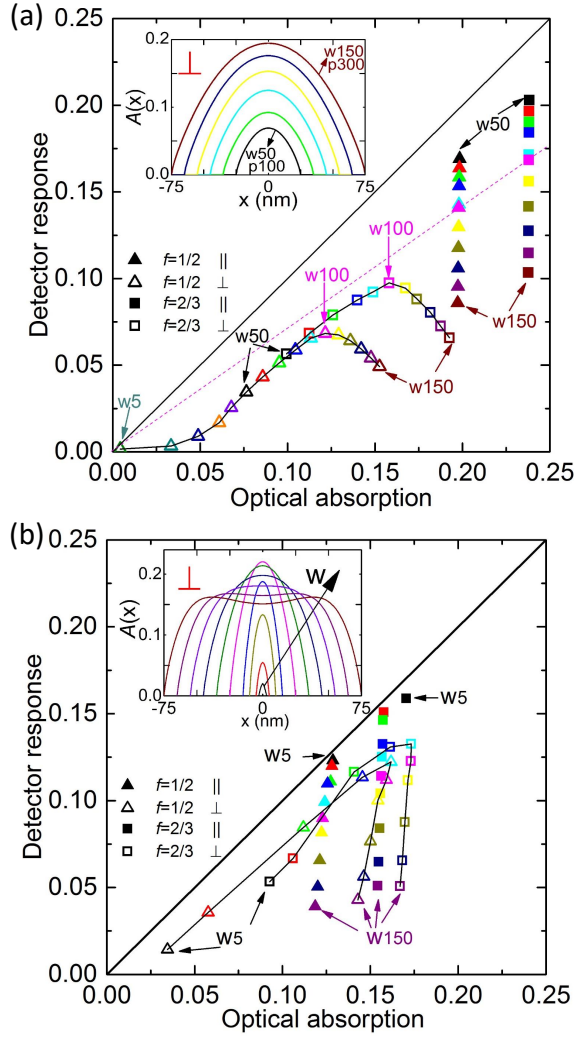 (a)
0.2
w150
p300
⊥
A(x)
0.1
w50
p100
0.0
-75 0 75
x (nm)
0.20
w50
0.15
w100
Detector response
f=1/2 ||
w100
0.10
f=1/2 ⊥
f=2/3 ||
f=2/3 ⊥
w50
w150
0.05
w150
w5
0.00
0.00 0.05 0.10 0.15 0.20 0.25
Optical absorption
(b)
0.25
0.20
⊥
w
0.2
A(x)
0.1
0.0
-75 0 75
x (nm)
0.15
w5
w5
Detector response
f=1/2 ||
0.10
f=1/2 ⊥
f=2/3 ||
f=2/3 ⊥
0.05
w5
w150
0.00
0.00 0.05 0.10 0.15 0.20 0.25
Optical absorption